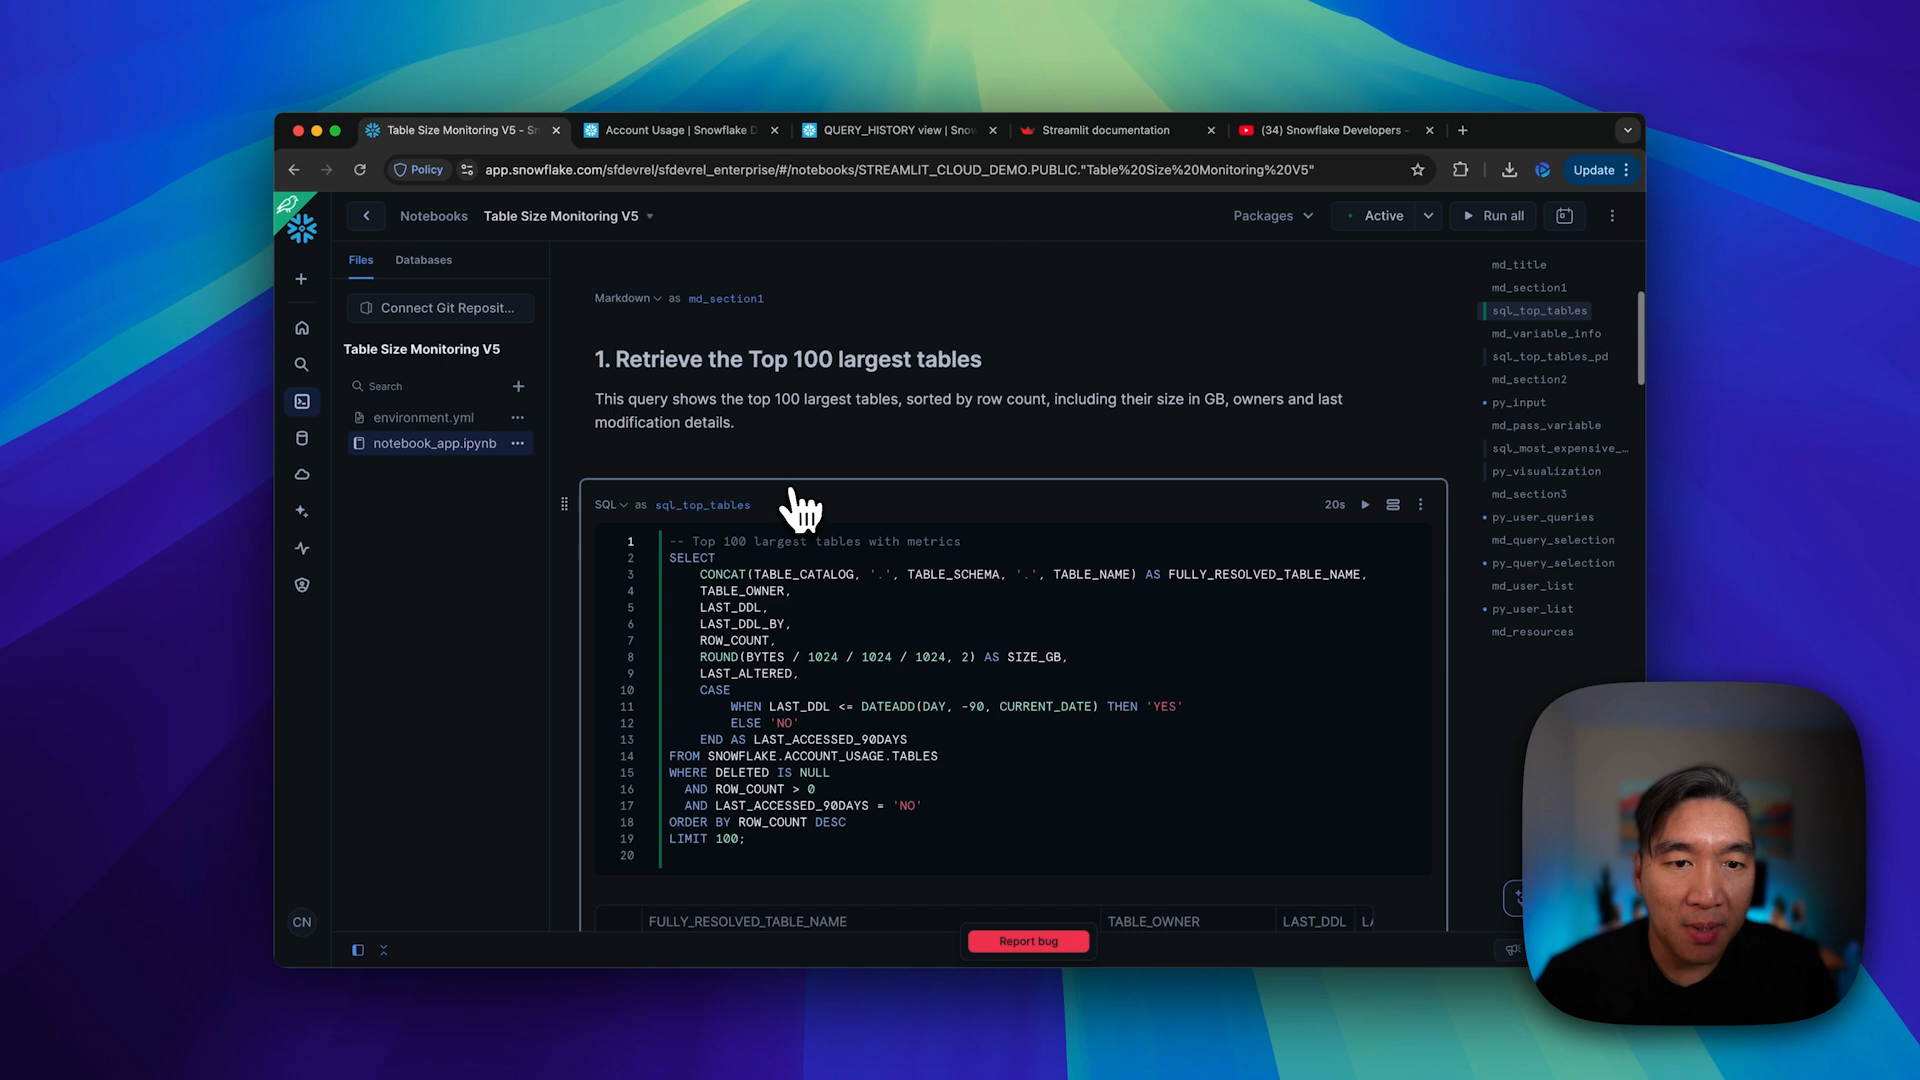 Table Size Monitoring V5 - Sn
Account Usage | Snowflake D
QUERY_HISTORY view | Snow
Streamlit documentation
(34) Snowflake Developers -
Policy
app.snowflake.com/sfdevrel/sfdevrel_enterprise/#/notebooks/STREAMLIT_CLOUD_DEMO.PUBLIC."Table%20Size%20Monitoring%20V5"
Update
Notebooks
Table Size Monitoring V5
Packages
Active
Run all
Files
Databases
Connect Git Reposit...
Table Size Monitoring V5
Search
environment.yml
notebook_app.ipynb
CN
Markdown as md_section1
1. Retrieve the Top 100 largest tables
This query shows the top 100 largest tables, sorted by row count, including their size in GB, owners and last
modification details.
SQL as sql_top_tables
20s
1 -- Top 100 largest tables with metrics
2 SELECT
3 CONCAT(TABLE_CATALOG, '.', TABLE_SCHEMA, '.', TABLE_NAME) AS FULLY_RESOLVED_TABLE_NAME,
4 TABLE_OWNER,
5 LAST_DDL,
6 LAST_DDL_BY,
7 ROW_COUNT,
8 ROUND(BYTES / 1024 / 1024 / 1024, 2) AS SIZE_GB,
9 LAST_ALTERED,
10 CASE
11 WHEN LAST_DDL <= DATEADD(DAY, -90, CURRENT_DATE) THEN 'YES'
12 ELSE 'NO'
13 END AS LAST_ACCESSED_90DAYS
14 FROM SNOWFLAKE.ACCOUNT_USAGE.TABLES
15 WHERE DELETED IS NULL
16 AND ROW_COUNT > 0
17 AND LAST_ACCESSED_90DAYS = 'NO'
18 ORDER BY ROW_COUNT DESC
19 LIMIT 100;
20
FULLY_RESOLVED_TABLE_NAME
TABLE_OWNER
LAST_DDL
LA
Report bug
md_title
md_section1
sql_top_tables
md_variable_info
sql_top_tables_pd
md_section2
py_input
md_pass_variable
sql_most_expensive_...
py_visualization
md_section3
py_user_queries
md_query_selection
py_query_selection
md_user_list
py_user_list
md_resources